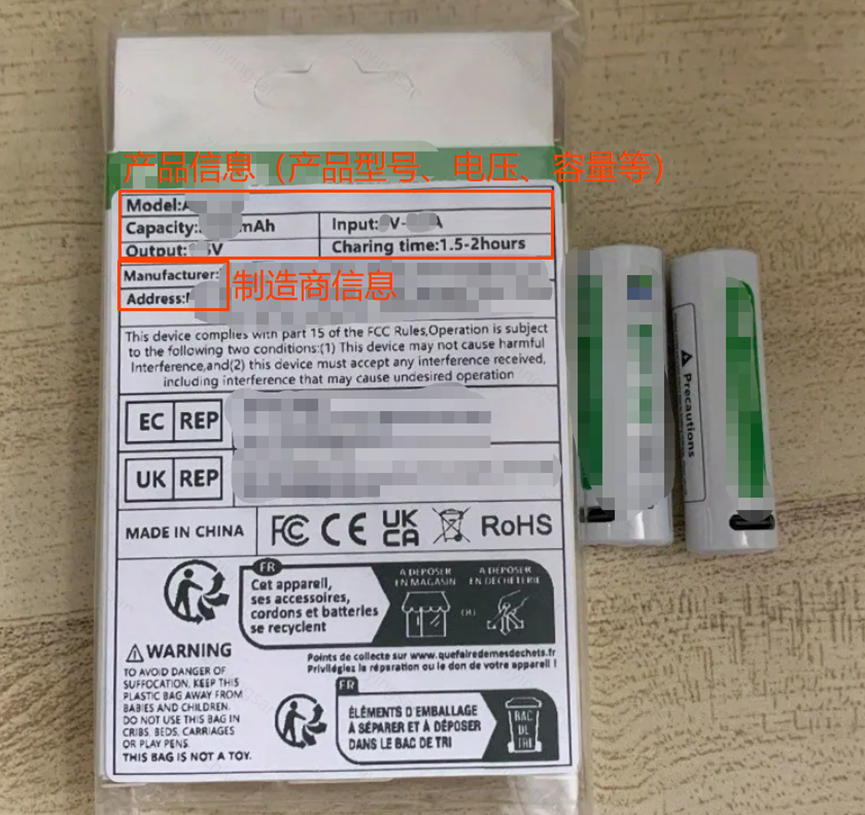 产品信息（产品型号、电压、容量等）
Model:
Capacity: mAh
Input: V- A
Output: V
Charing time:1.5-2hours
Manufacturer:
Address:
制造商信息
This device complies with part 15 of the FCC Rules,Operation is subject
to the following two conditions:(1) This device may not cause harmful
Interference,and(2) this device must accept any interference received,
including interference that may cause undesired operation
EC REP
UK REP
MADE IN CHINA
FC CE UK
CA
RoHS
FR
Cet appareil,
ses accessoires,
cordons et batteries
se recyclent
À DÉPOSER
EN MAGASIN
OU
À DÉPOSER
EN DÉCHÈTERIE
Points de collecte sur www.quefairedemesdechets.fr
Privilégiez la réparation ou le don de votre appareil !
WARNING
TO AVOID DANGER OF
SUFFOCATION, KEEP THIS
PLASTIC BAG AWAY FROM
BABIES AND CHILDREN.
DO NOT USE THIS BAG IN
CRIBS, BEDS, CARRIAGES
OR PLAY PENS.
THIS BAG IS NOT A TOY.
FR
ÉLÉMENTS D'EMBALLAGE
À SÉPARER ET À DÉPOSER
DANS LE BAC DE TRI
BAC
DE
TRI
Precautions